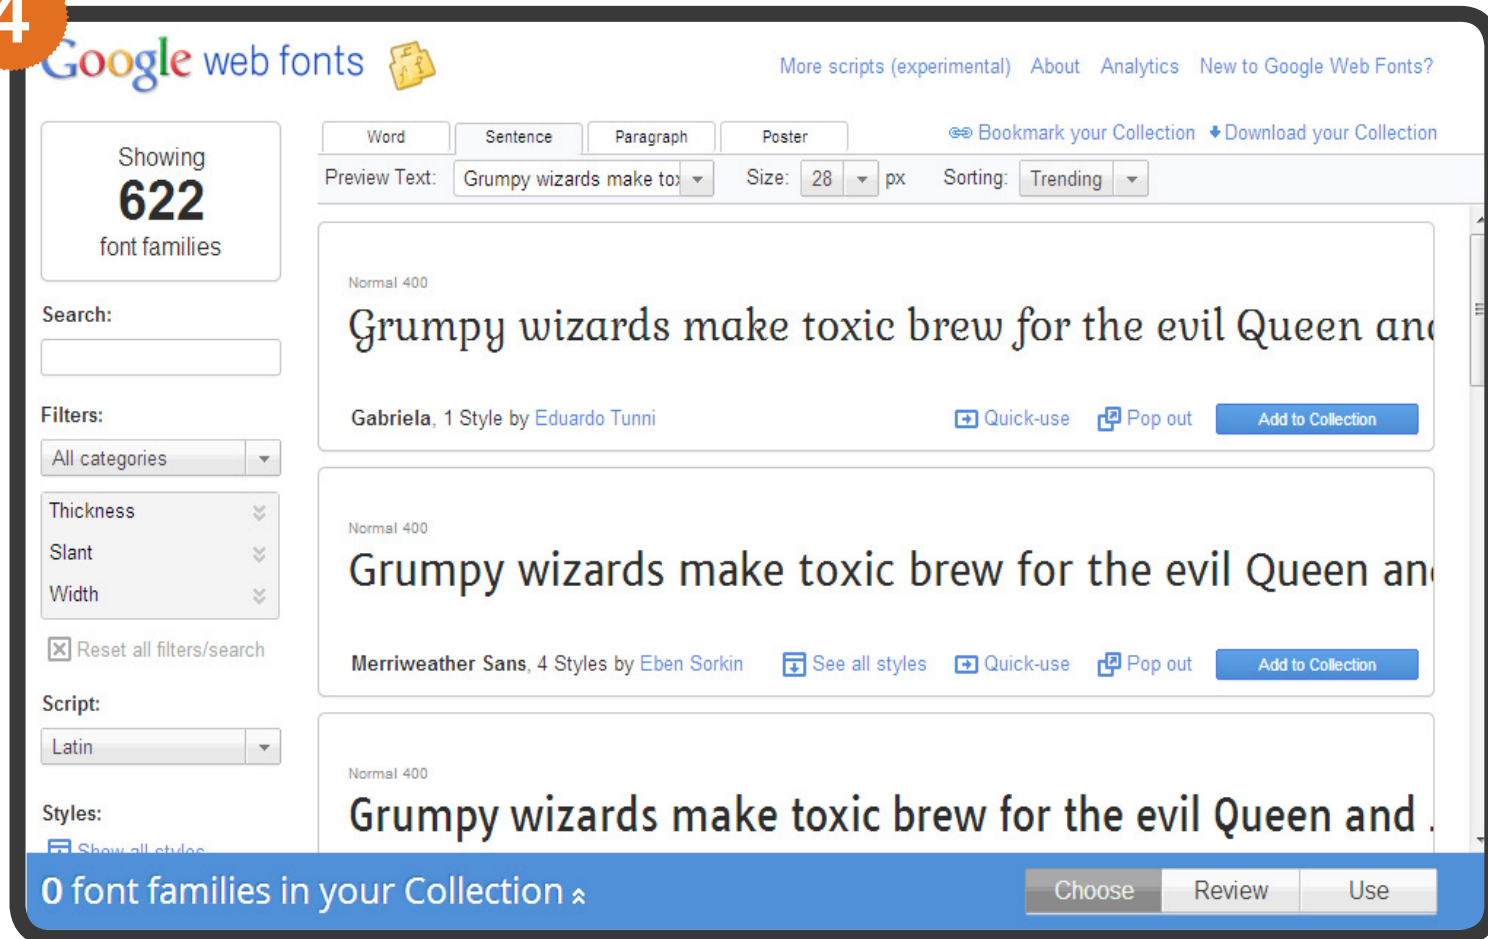 4
Google web fonts
More scripts (experimental) About Analytics New to Google Web Fonts?
Showing
622
font families
Word Sentence Paragraph Poster
Bookmark your Collection Download your Collection
Preview Text: Grumpy wizards make tox Size: 28 px Sorting: Trending
Search:
Filters:
All categories
Thickness
Slant
Width
Reset all filters/search
Script:
Latin
Styles:
Show all styles
Normal 400
Grumpy wizards make toxic brew for the evil Queen and
Gabriela, 1 Style by Eduardo Tunni Quick-use Pop out Add to Collection
Normal 400
Grumpy wizards make toxic brew for the evil Queen and
Merriweather Sans, 4 Styles by Eben Sorkin See all styles Quick-use Pop out Add to Collection
Normal 400
Grumpy wizards make toxic brew for the evil Queen and .
0 font families in your Collection
Choose Review Use